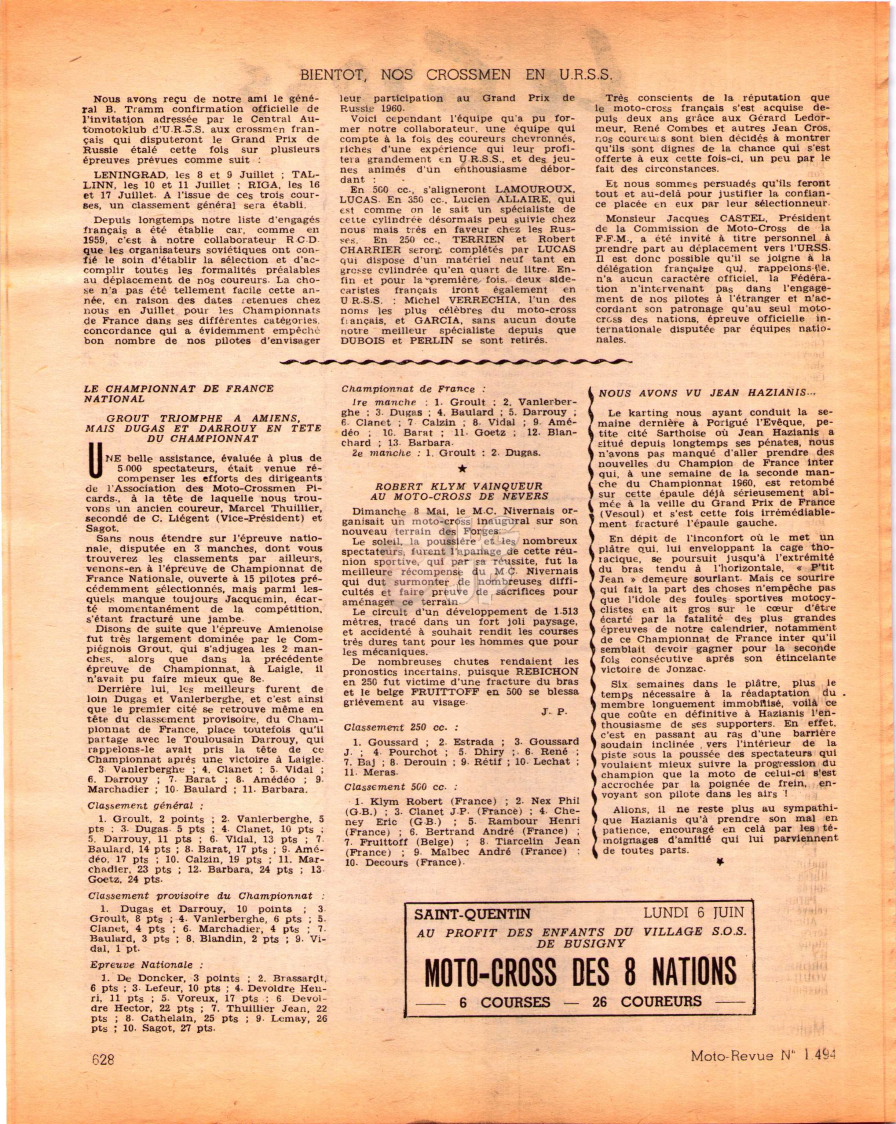 BIENTOT, NOS CROSSMEN EN U.R.S.S.
Nous avons reçu de notre ami le géné-
ral B. Tramm confirmation officielle de
l'invitation adressée par le Central Au-
tomotoklub d'U.R.S.S. aux crossmen fran-
çais qui disputeront le Grand Prix de
Russie étalé cette fois sur plusieurs
épreuves prévues comme suit :
LENINGRAD, les 8 et 9 Juillet ; TAL-
LINN, les 10 et 11 Juillet ; RIGA, les 16
et 17 Juillet. A l'issue de ces trois cour-
ses, un classement général sera établi.
Depuis longtemps notre liste d'engagés
français a été établie car, comme en
1959, c'est à notre collaborateur R.C.D.
que les organisateurs soviétiques ont con-
fié le soin d'établir la sélection et d'ac-
complir toutes les formalités préalables
au déplacement de nos coureurs. La cho-
se n'a pas été tellement facile cette an-
née, en raison des dates retenues chez
nous en Juillet pour les Championnats
de France dans ses différentes catégories,
concordance qui a évidemment empêché
bon nombre de nos pilotes d'envisager
leur participation au Grand Prix de
Russie 1960.
Voici cependant l'équipe qu'a pu for-
mer notre collaborateur, une équipe qui
compte à la fois des coureurs chevronnés,
riches d'une expérience qui leur profi-
tera grandement en U.R.S.S., et des jeu-
nes animés d'un enthousiasme débor-
dant :
En 500 cc., s'aligneront LAMOUROUX,
LUCAS. En 350 cc., Lucien ALLAIRE, qui
est comme on le sait un spécialiste de
cette cylindrée désormais peu suivie chez
nous mais très en faveur chez les Rus-
ses. En 250 cc., TERRIEN et Robert
CHARRIER seront complétés par LUCAS
qui dispose d'un matériel neuf tant en
grosse cylindrée qu'en quart de litre. En-
fin et pour la première fois, deux side-
caristes français iront également en
U.R.S.S. : Michel VERRECHIA, l'un des
noms les plus célèbres du moto-cross
français, et GARCIA, sans aucun doute
notre meilleur spécialiste depuis que
DUBOIS et PERLIN se sont retirés.
Très conscients de la réputation que
le moto-cross français s'est acquise de-
puis deux ans grâce aux Gérard Ledor-
meur, René Combes et autres Jean Cros,
nos coureurs sont bien décidés à montrer
qu'ils sont dignes de la chance qui s'est
offerte à eux cette fois-ci, un peu par le
fait des circonstances.
Et nous sommes persuadés qu'ils feront
tout et au-delà pour justifier la confian-
ce placée en eux par leur sélectionneur.
Monsieur Jacques CASTEL, Président
de la Commission de Moto-Cross de la
F.F.M., a été invité à titre personnel à
prendre part au déplacement vers l'URSS.
Il est donc possible qu'il se joigne à la
délégation française qui, rappelons-le,
n'a aucun caractère officiel, la Fédéra-
tion n'intervenant pas dans l'engage-
ment de nos pilotes à l'étranger et n'ac-
cordant son patronage qu'au seul moto-
cross des nations, épreuve officielle in-
ternationale disputée par équipes natio-
nales.
LE CHAMPIONNAT DE FRANCE
NATIONAL
GROUT TRIOMPHE A AMIENS,
MAIS DUGAS ET DARROUY EN TETE
DU CHAMPIONNAT
UNE belle assistance, évaluée à plus de
5.000 spectateurs, était venue ré-
compenser les efforts des dirigeants
de l'Association des Moto-Crossmen Pi-
cards, à la tête de laquelle nous trou-
vons un ancien coureur, Marcel Thuillier,
secondé de C. Liégent (Vice-Président) et
Sagot.
Sans nous étendre sur l'épreuve natio-
nale, disputée en 3 manches, dont vous
trouverez les classements par ailleurs,
venons-en à l'épreuve de Championnat de
France Nationale, ouverte à 15 pilotes pré-
cédemment sélectionnés, mais parmi les-
quels manque toujours Jacquemin, écar-
té momentanément de la compétition,
s'étant fracturé une jambe.
Disons de suite que l'épreuve Amienoise
fut très largement dominée par le Com-
piégnois Grout, qui s'adjugea les 2 man-
ches, alors que dans la précédente
épreuve de Championnat, à Laigle, il
n'avait pu faire mieux que 8e.
Derrière lui, les meilleurs furent de
loin Dugas et Vanlerberghe, et c'est ainsi
que le premier cité se retrouve même en
tête du classement provisoire, du Cham-
pionnat de France, place toutefois qu'il
partage avec le Toulousain Darrouy, qui
rappelons-le avait pris la tête de ce
Championnat après une victoire à Laigle.
3. Vanlerberghe ; 4. Clanet ; 5. Vidal ;
6. Darrouy ; 7. Barat ; 8. Amédéo ; 9.
Marchadier ; 10. Baulard ; 11. Barbara.
Classement général :
1. Groult, 2 points ; 2. Vanlerberghe, 5
pts ; 3. Dugas 5 pts ; 4. Clanet, 10 pts ;
5. Darrouy, 11 pts ; 6. Vidal, 13 pts ; 7.
Baulard, 14 pts ; 8. Barat, 17 pts ; 9. Amé-
déo, 17 pts ; 10. Calzin, 19 pts ; 11. Mar-
chadier, 23 pts ; 12. Barbara, 24 pts ; 13.
Goetz, 24 pts.
Classement provisoire du Championnat :
1. Dugas et Darrouy, 10 points ; 3.
Groult, 8 pts ; 4. Vanlerberghe, 6 pts ; 5.
Clanet, 4 pts ; 6. Marchadier, 4 pts ; 7.
Baulard, 3 pts ; 8. Blandin, 2 pts ; 9. Vi-
dal, 1 pt.
Epreuve Nationale :
1. De Doncker, 3 points ; 2. Brassardt,
6 pts ; 3. Lefeur, 10 pts ; 4. Devoldre Hen-
ri, 11 pts ; 5. Voreux, 17 pts ; 6. Devol-
dre Hector, 22 pts ; 7. Thuillier Jean, 22
pts ; 8. Cathelain, 25 pts ; 9. Lemay, 26
pts ; 10. Sagot, 27 pts.
Championnat de France :
1re manche : 1. Groult ; 2. Vanlerber-
ghe ; 3. Dugas ; 4. Baulard ; 5. Darrouy ;
6. Clanet ; 7. Calzin ; 8. Vidal ; 9. Amé-
déo ; 10. Barat ; 11. Goetz ; 12. Blan-
chard ; 13. Barbara.
2e manche : 1. Groult ; 2. Dugas.
★
ROBERT KLYM VAINQUEUR
AU MOTO-CROSS DE NEVERS
Dimanche 8 Mai, le M.C. Nivernais or-
ganisait un moto-cross inaugural sur son
nouveau terrain des Forges.
Le soleil, la poussière et les nombreux
spectateurs, furent l'apanage de cette réu-
nion sportive, qui par sa réussite, fut la
meilleure récompense du M.C. Nivernais
qui dut surmonter de nombreuses diffi-
cultés et faire preuve de sacrifices pour
aménager ce terrain.
Le circuit d'un développement de 1.513
mètres, tracé dans un fort joli paysage,
et accidenté à souhait rendit les courses
très dures tant pour les hommes que pour
les mécaniques.
De nombreuses chutes rendaient les
pronostics incertains, puisque REBICHON
en 250 fut victime d'une fracture du bras
et le belge FRUITTOFF en 500 se blessa
grièvement au visage.
J. P.
Classement 250 cc. :
1. Goussard ; 2. Estrada ; 3. Goussard
J. ; 4. Pourchot ; 5. Dhiry ; 6. René ;
7. Baj ; 8. Derouin ; 9. Rétif ; 10. Lechat ;
11. Meras.
Classement 500 cc. :
1. Klym Robert (France) ; 2. Nex Phil
(G.B.) ; 3. Clanet J.P. (France) ; 4. Che-
ney Eric (G.B.) ; 5. Rambour Henri
(France) ; 6. Bertrand André (France) ;
7. Fruittoff (Belge) ; 8. Tiarcelin Jean
(France) ; 9. Malbec André (France) ;
10. Decours (France).
NOUS AVONS VU JEAN HAZIANIS...
Le karting nous ayant conduit la se-
maine dernière à Porigué l'Evêque, pe-
tite cité Sarthoise où Jean Hazianis a
situé depuis longtemps ses pénates, nous
n'avons pas manqué d'aller prendre des
nouvelles du Champion de France inter
qui, à une semaine de la seconde man-
che du Championnat 1960, est retombé
sur cette épaule déjà sérieusement abi-
mée à la veille du Grand Prix de France
(Vesoul) et s'est cette fois irrémédiable-
ment fracturé l'épaule gauche.
En dépit de l'inconfort où le met un
plâtre qui, lui enveloppant la cage tho-
racique, se poursuit jusqu'à l'extrémité
du bras tendu à l'horizontale, « P'tit
Jean » demeure souriant. Mais ce sourire
qui fait la part des choses n'empêche pas
que l'idole des foules sportives motocy-
clistes en ait gros sur le cœur d'être
écarté par la fatalité des plus grandes
épreuves de notre calendrier, notamment
de ce Championnat de France inter qu'il
semblait devoir gagner pour la seconde
fois consécutive après son étincelante
victoire de Jonzac.
Six semaines dans le plâtre, plus le
temps nécessaire à la réadaptation du
membre longuement immobilisé, voilà ce
que coûte en définitive à Hazianis l'en-
thousiasme de ses supporters. En effet,
c'est en passant au ras d'une barrière
soudain inclinée vers l'intérieur de la
piste sous la poussée des spectateurs qui
voulaient mieux suivre la progression du
champion que la moto de celui-ci s'est
accrochée par la poignée de frein, en-
voyant son pilote dans les airs !
Allons, il ne reste plus au sympathi-
que Hazianis qu'à prendre son mal en
patience, encouragé en celà par les té-
moignages d'amitié qui lui parviennent
de toutes parts.
★
SAINT-QUENTIN LUNDI 6 JUIN
AU PROFIT DES ENFANTS DU VILLAGE S.O.S.
DE BUSIGNY
MOTO-CROSS DES 8 NATIONS
— 6 COURSES — 26 COUREURS —
628
Moto-Revue N° 1.494